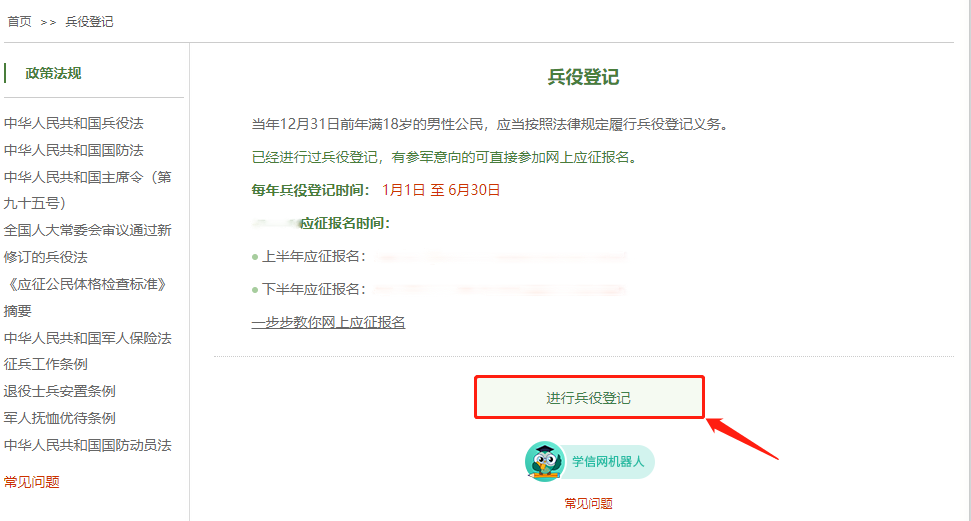 首页 >> 兵役登记
政策法规
中华人民共和国兵役法
中华人民共和国国防法
中华人民共和国主席令（第
九十五号）
全国人大常委会审议通过新
修订的兵役法
《应征公民体格检查标准》
摘要
中华人民共和国军人保险法
征兵工作条例
退役士兵安置条例
军人抚恤优待条例
中华人民共和国国防动员法
常见问题
兵役登记
当年12月31日前年满18岁的男性公民，应当按照法律规定履行兵役登记义务。
已经进行过兵役登记，有参军意向的可直接参加网上应征报名。
每年兵役登记时间： 1月1日 至 6月30日
应征报名时间：
上半年应征报名：
下半年应征报名：
一步步教你网上应征报名
进行兵役登记
学信网机器人
常见问题